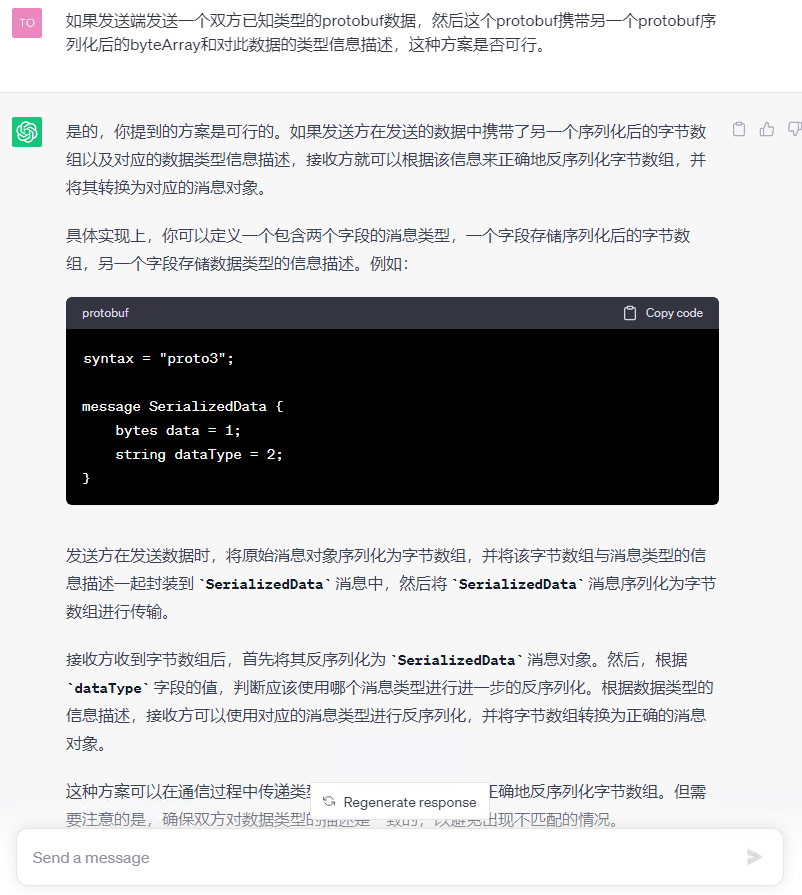 TO
如果发送端发送一个双方已知类型的protobuf数据，然后这个protobuf携带另一个protobuf序
列化后的byteArray和对此数据的类型信息描述，这种方案是否可行。
是的，你提到的方案是可行的。如果发送方在发送的数据中携带了另一个序列化后的字节数
组以及对应的数据类型信息描述，接收方就可以根据该信息来正确地反序列化字节数组，并
将其转换为对应的消息对象。
具体实现上，你可以定义一个包含两个字段的消息类型，一个字段存储序列化后的字节数
组，另一个字段存储数据类型的信息描述。例如：
protobuf Copy code
syntax = "proto3";
message SerializedData {
    bytes data = 1;
    string dataType = 2;
}
发送方在发送数据时，将原始消息对象序列化为字节数组，并将该字节数组与消息类型的信
息描述一起封装到 `SerializedData` 消息中，然后将 `SerializedData` 消息序列化为字节
数组进行传输。
接收方收到字节数组后，首先将其反序列化为 `SerializedData` 消息对象。然后，根据
`dataType` 字段的值，判断应该使用哪个消息类型进行进一步的反序列化。根据数据类型的
信息描述，接收方可以使用对应的消息类型进行反序列化，并将字节数组转换为正确的消息
对象。
这种方案可以在通信过程中传递类 正确地反序列化字节数组。但需
Regenerate response
要注意的是，确保双方对数据类型的描述是一致的，以避免出现不匹配的情况。
Send a message